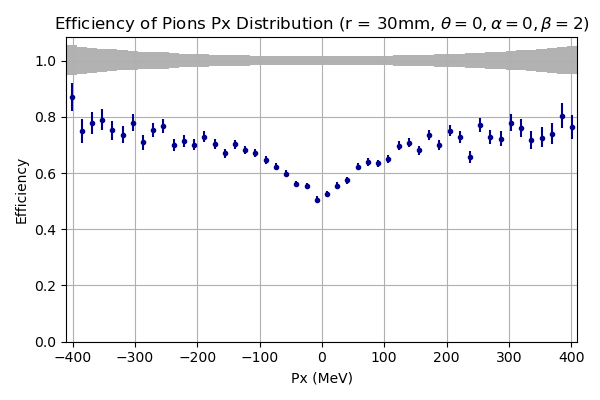 Efficiency of Pions Px Distribution (r = 30mm, θ = 0, α = 0, β = 2)
Efficiency
1.0
0.8
0.6
0.4
0.2
0.0
−400 −300 −200 −100 0 100 200 300 400
Px (MeV)